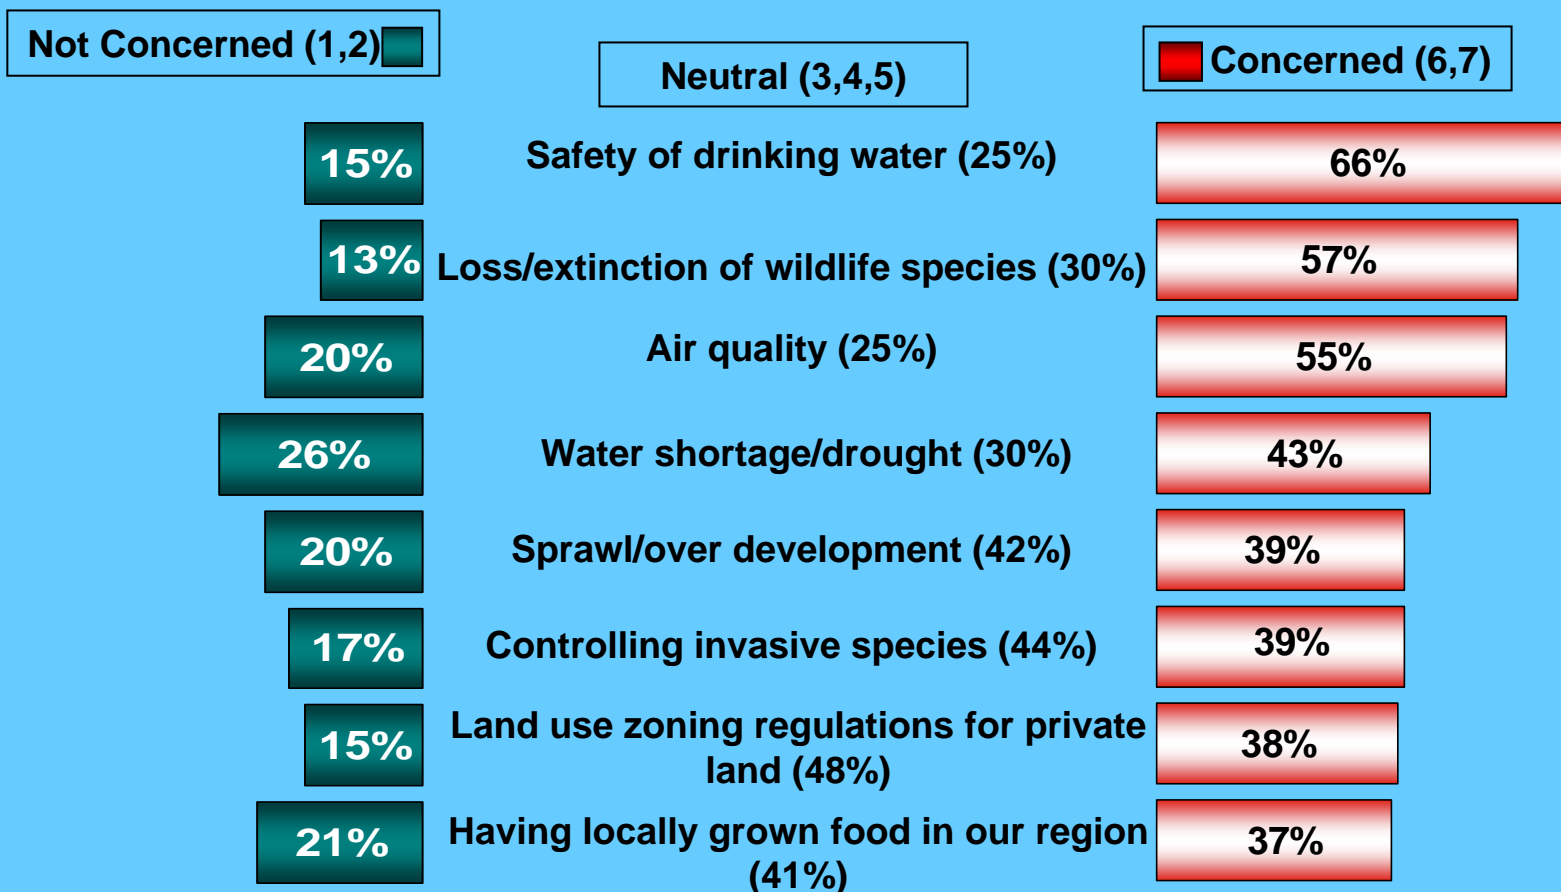 Not Concerned (1,2)
Neutral (3,4,5)
Concerned (6,7)
15%
Safety of drinking water (25%)
66%
13%
Loss/extinction of wildlife species (30%)
57%
20%
Air quality (25%)
55%
26%
Water shortage/drought (30%)
43%
20%
Sprawl/over development (42%)
39%
17%
Controlling invasive species (44%)
39%
15%
Land use zoning regulations for private
land (48%)
38%
21%
Having locally grown food in our region
(41%)
37%